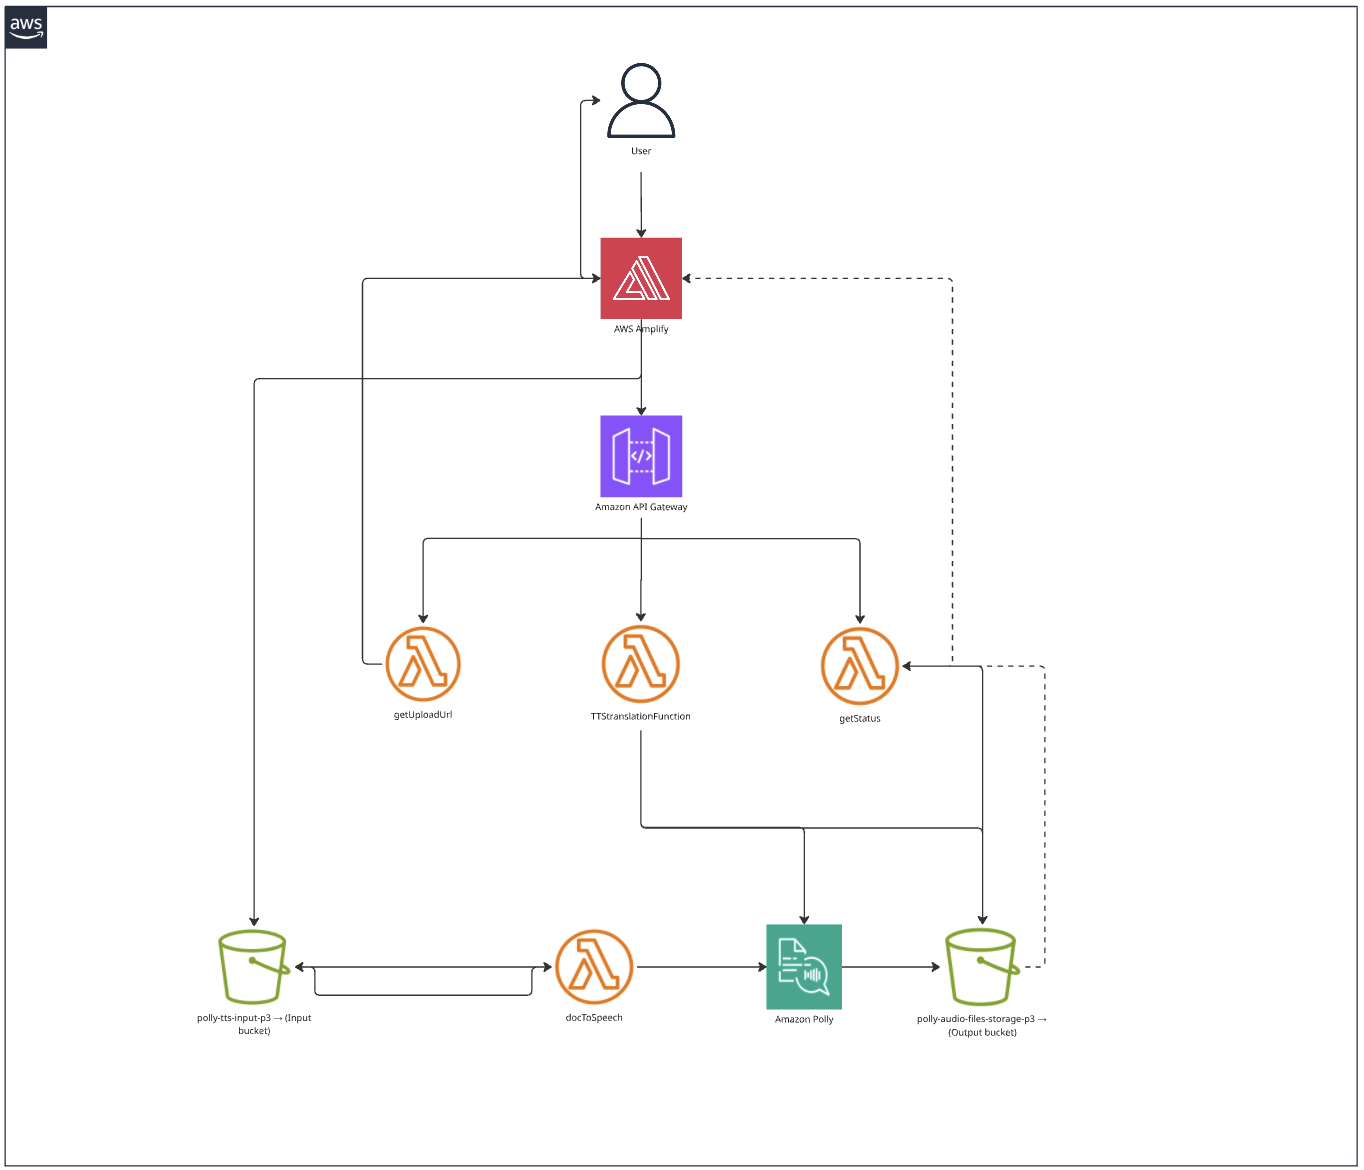 aws
User
AWS Amplify
</>
Amazon API Gateway
getUploadUrl
TTStranslationFunction
getStatus
polly-tts-input-p3 → (Input
bucket)
docToSpeech
Amazon Polly
polly-audio-files-storage-p3 →
(Output bucket)